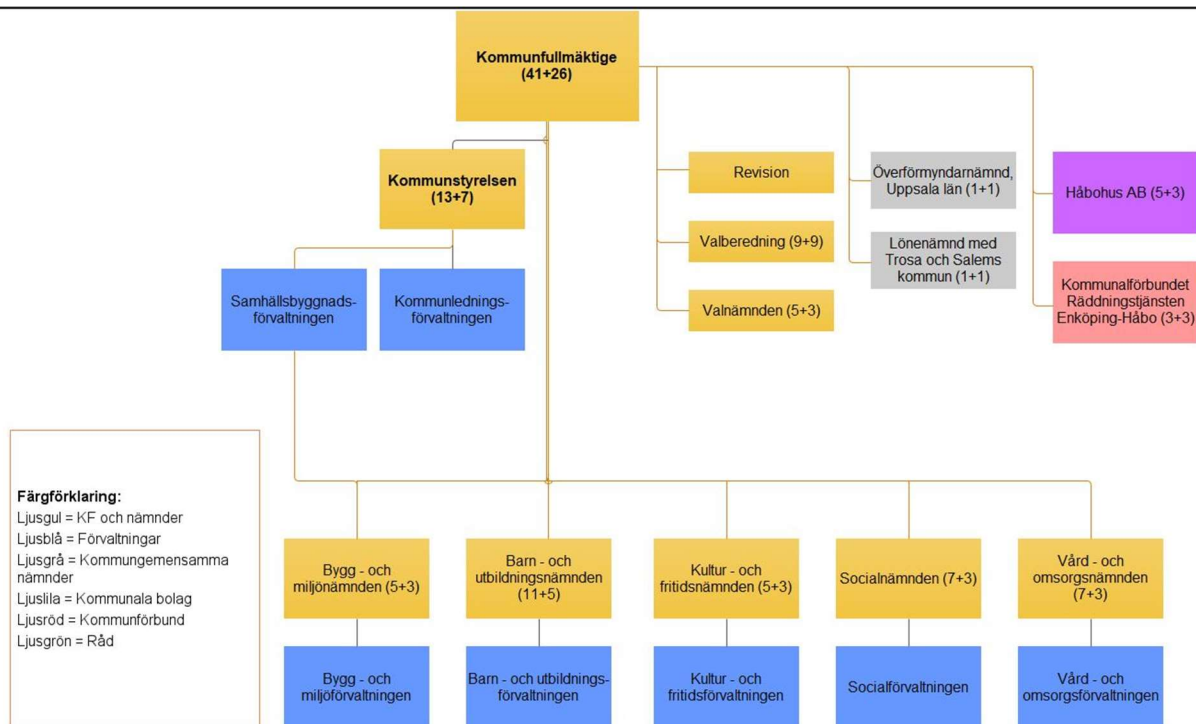 Kommunfullmäktige
(41+26)
Kommunstyrelsen
(13+7)
Revision
Överförmyndarnämnd,
Uppsala län (1+1)
Håbohus AB (5+3)
Valberedning (9+9)
Lönenämnd med
Trosa och Salems
kommun (1+1)
Kommunalförbundet
Räddningstjänsten
Enköping-Håbo (3+3)
Valnämnden (5+3)
Samhällsbyggnads-
förvaltningen
Kommunlednings-
förvaltningen
Färgförklaring:
Ljusgul = KF och nämnder
Ljusblå = Förvaltningar
Ljusgrå = Kommungemensamma
nämnder
Ljuslila = Kommunala bolag
Ljusröd = Kommunförbund
Ljusgrön = Råd
Bygg - och
miljönämnden (5+3)
Barn - och
utbildningsnämnden
(11+5)
Kultur - och
fritidsnämnden (5+3)
Socialnämnden (7+3)
Vård - och
omsorgsnämnden
(7+3)
Bygg - och
miljöförvaltningen
Barn - och utbildnings-
förvaltningen
Kultur - och
fritidsförvaltningen
Socialförvaltningen
Vård - och
omsorgsförvaltningen